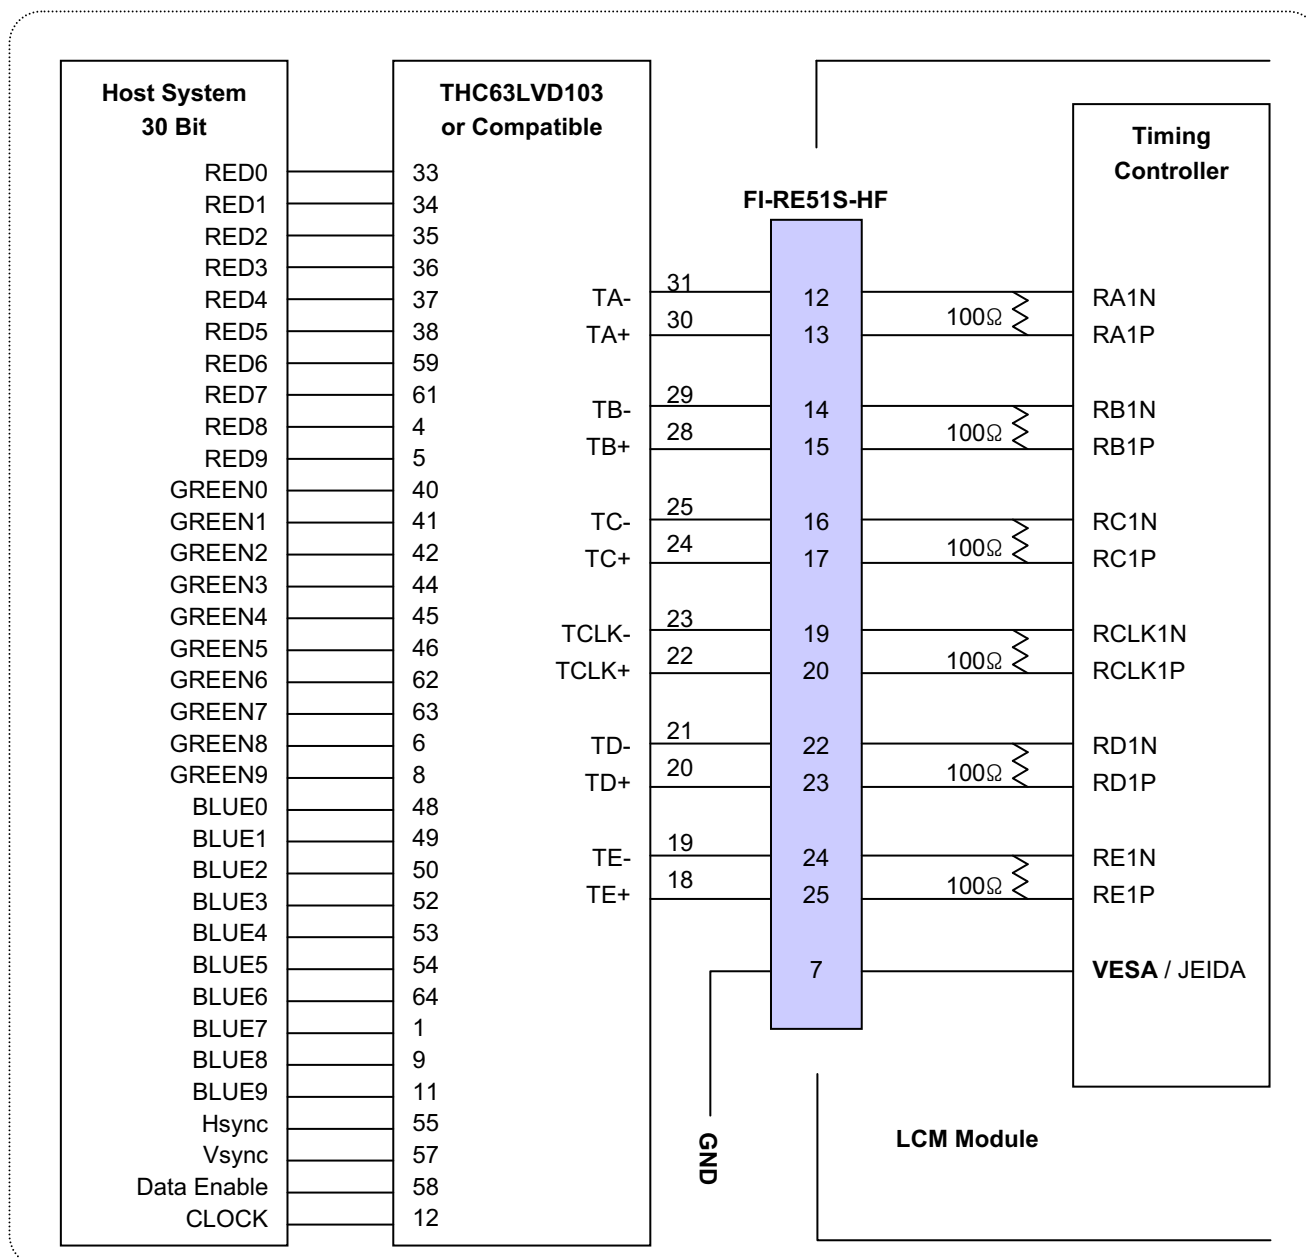 Host System
30 Bit
THC63LVD103
or Compatible
Timing
Controller
FI-RE51S-HF
RED0 33
RED1 34
RED2 35
RED3 36
RED4 37
RED5 38
RED6 59
RED7 61
RED8 4
RED9 5
GREEN0 40
GREEN1 41
GREEN2 42
GREEN3 44
GREEN4 45
GREEN5 46
GREEN6 62
GREEN7 63
GREEN8 6
GREEN9 8
BLUE0 48
BLUE1 49
BLUE2 50
BLUE3 52
BLUE4 53
BLUE5 54
BLUE6 64
BLUE7 1
BLUE8 9
BLUE9 11
Hsync 55
Vsync 57
Data Enable 58
CLOCK 12
TA- 31 12 RA1N
100Ω
TA+ 30 13 RA1P
TB- 29 14 RB1N
100Ω
TB+ 28 15 RB1P
TC- 25 16 RC1N
100Ω
TC+ 24 17 RC1P
TCLK- 23 19 RCLK1N
100Ω
TCLK+ 22 20 RCLK1P
TD- 21 22 RD1N
100Ω
TD+ 20 23 RD1P
TE- 19 24 RE1N
100Ω
TE+ 18 25 RE1P
7 VESA / JEIDA
GND
LCM Module